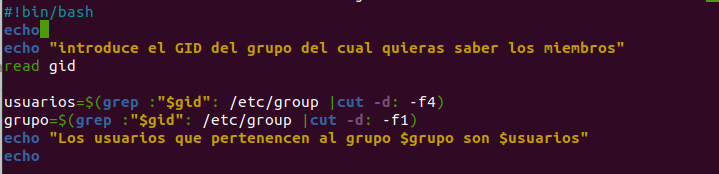 #!bin/bash
echo
echo "introduce el GID del grupo del cual quieras saber los miembros"
read gid
usuarios=$(grep :"$gid": /etc/group |cut -d: -f4)
grupo=$(grep :"$gid": /etc/group |cut -d: -f1)
echo "Los usuarios que pertenencen al grupo $grupo son $usuarios"
echo